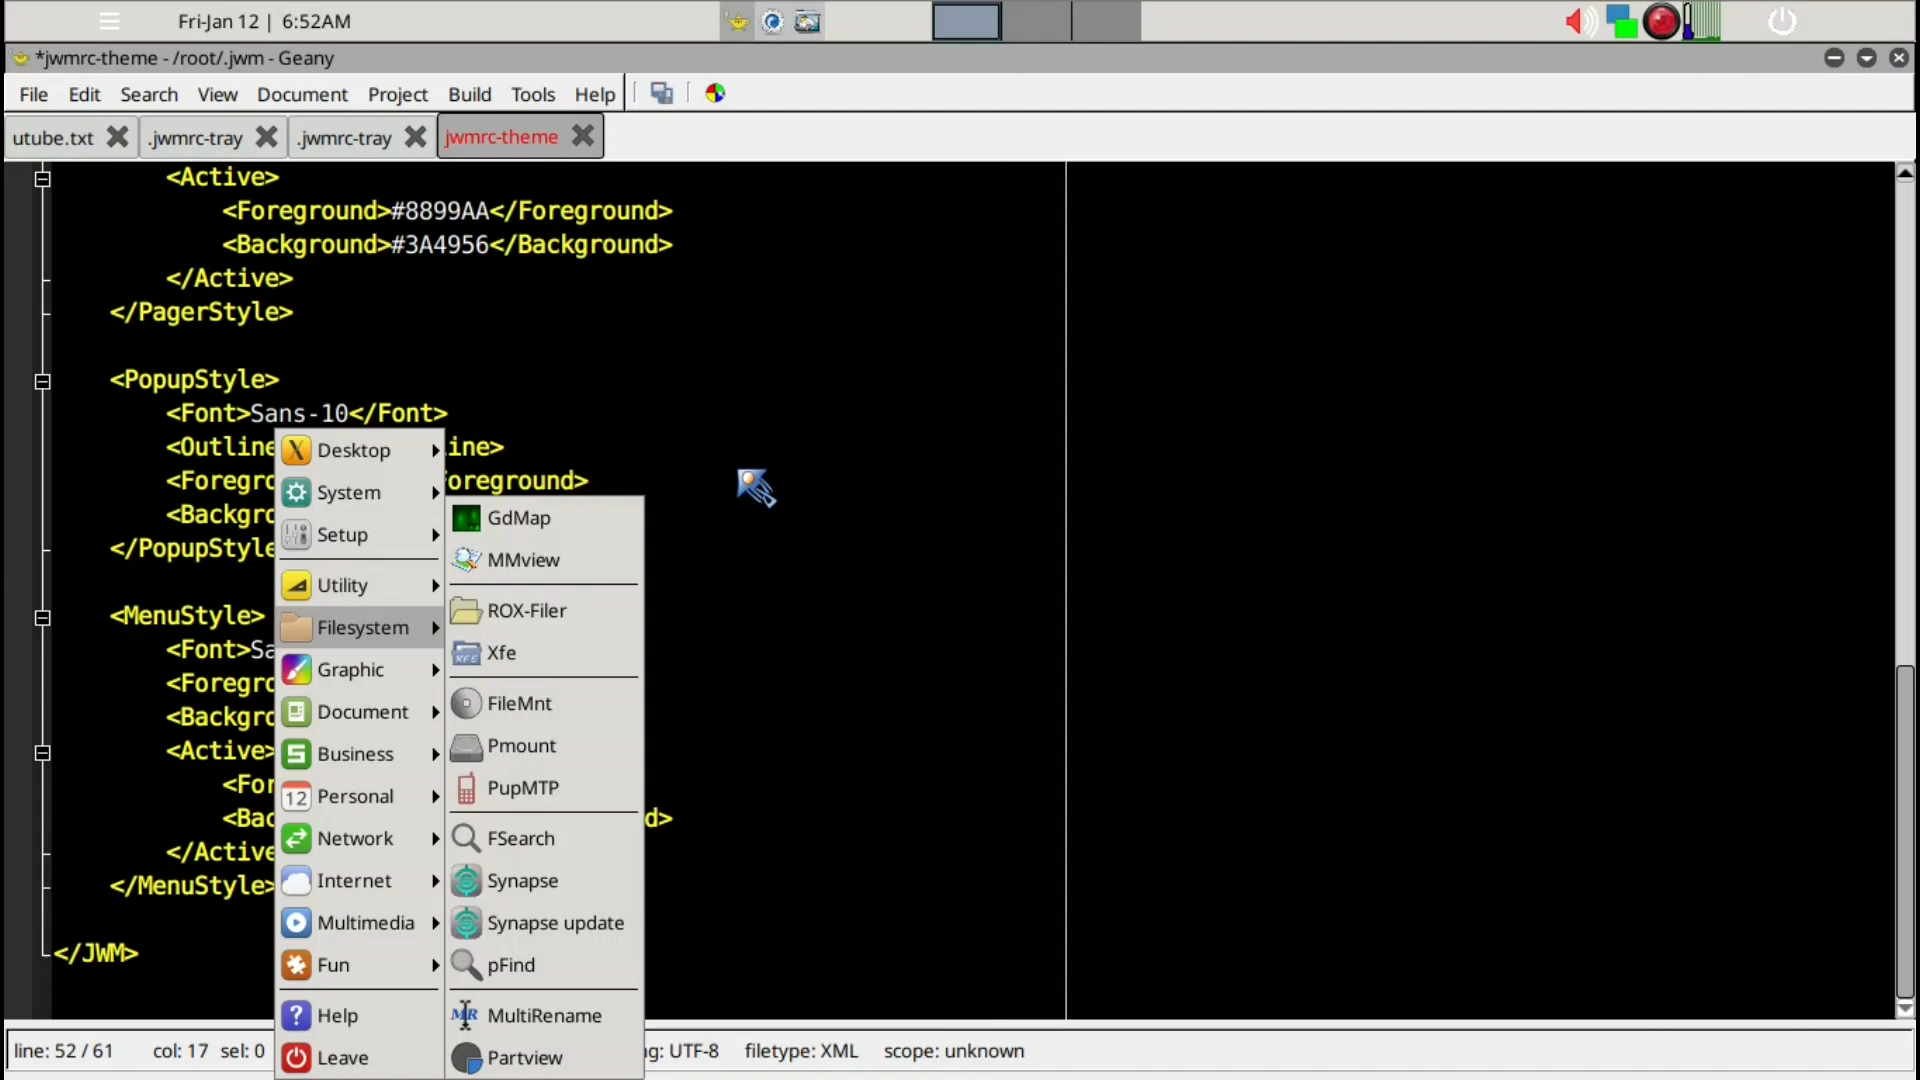 Fri-Jan 12 | 6:52AM
*jwmrc-theme - /root/.jwm - Geany
File Edit Search View Document Project Build Tools Help
utube.txt .jwmrc-tray .jwmrc-tray jwmrc-theme
<Active>
<Foreground>#8899AA</Foreground>
<Background>#3A4956</Background>
</Active>
</PagerStyle>
<PopupStyle>
<Font>Sans-10</Font>
<Outline ine>
<Foregro oreground>
<Backgro
</PopupStyle
<MenuStyle>
<Font>Sa
<Foregro
<Backgro
<Active>
<For
<Bac d>
</Active
</MenuStyle>
</JWM>
Desktop
System
Setup
Utility
Filesystem
Graphic
Document
Business
12 Personal
Network
Internet
Multimedia
Fun
? Help
Leave
GdMap
MMview
ROX-Filer
XFE Xfe
FileMnt
Pmount
PupMTP
FSearch
Synapse
Synapse update
pFind
MR MultiRename
Partview
line: 52 / 61 col: 17 sel: 0 g: UTF-8 filetype: XML scope: unknown